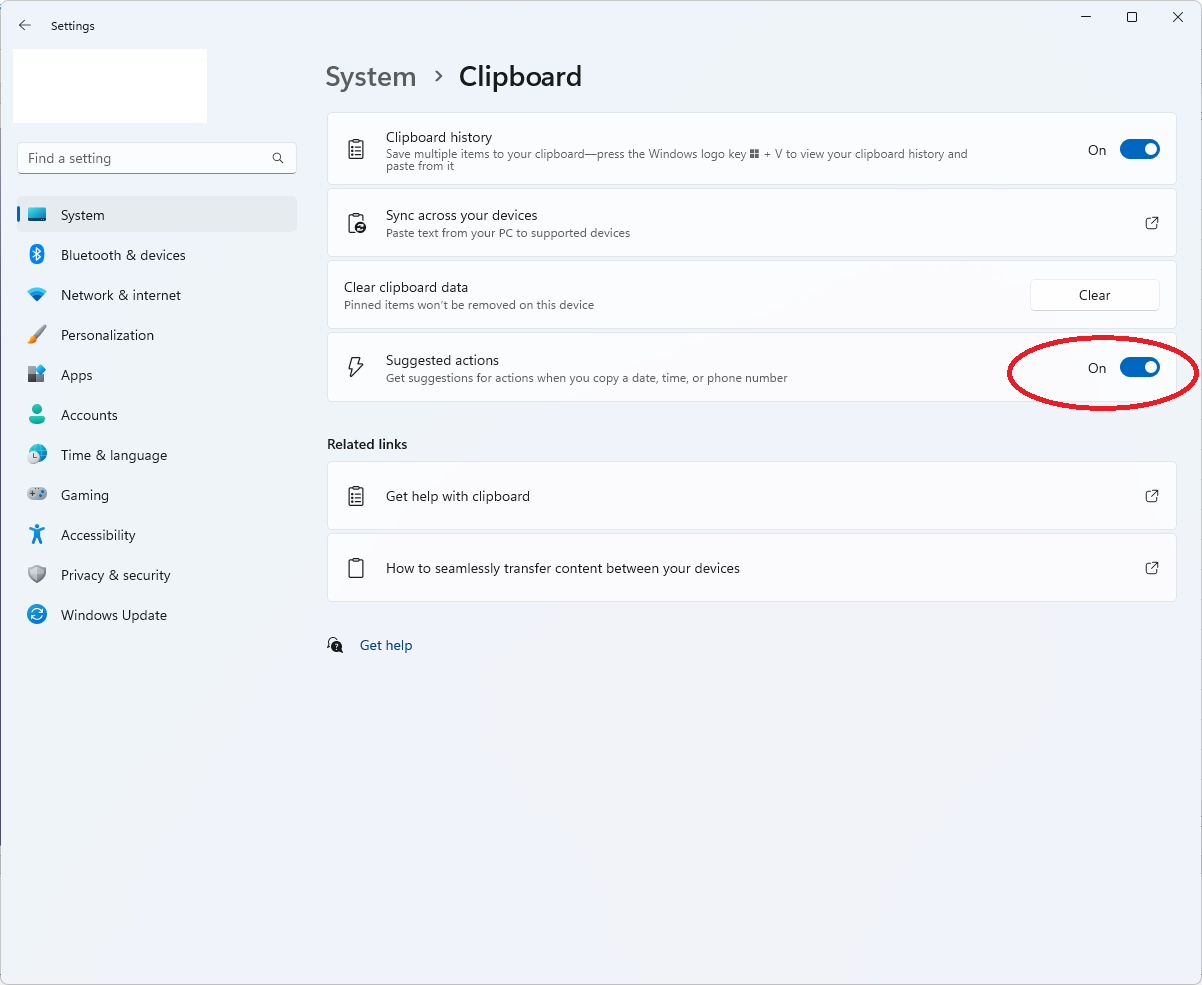 Settings
System > Clipboard
Find a setting
System
Bluetooth & devices
Network & internet
Personalization
Apps
Accounts
Time & language
Gaming
Accessibility
Privacy & security
Windows Update
Clipboard history
Save multiple items to your clipboard—press the Windows logo key + V to view your clipboard history and
paste from it
On
Sync across your devices
Paste text from your PC to supported devices
Clear clipboard data
Pinned items won't be removed on this device
Clear
Suggested actions
Get suggestions for actions when you copy a date, time, or phone number
On
Related links
Get help with clipboard
How to seamlessly transfer content between your devices
Get help